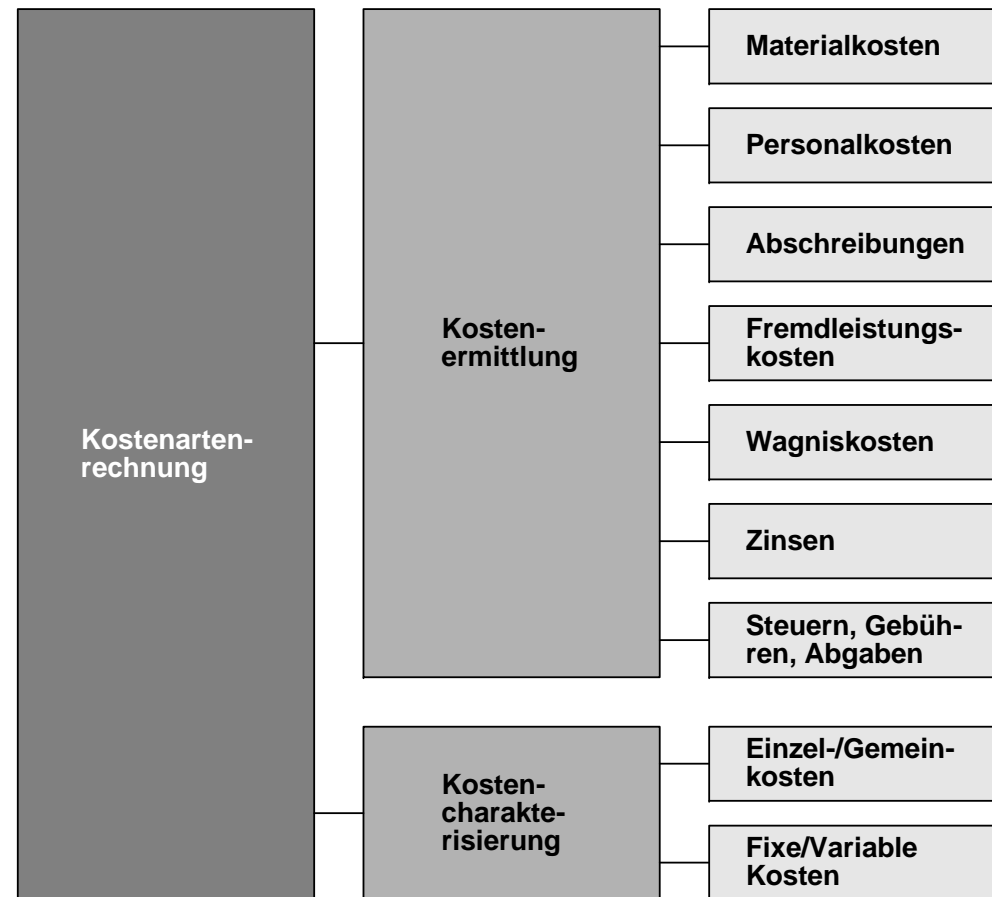 Kostenarten-
rechnung
Kosten-
ermittlung
Materialkosten
Personalkosten
Abschreibungen
Fremdleistungs-
kosten
Wagniskosten
Zinsen
Steuern, Gebüh-
ren, Abgaben
Kosten-
charakte-
risierung
Einzel-/Gemein-
kosten
Fixe/Variable
Kosten